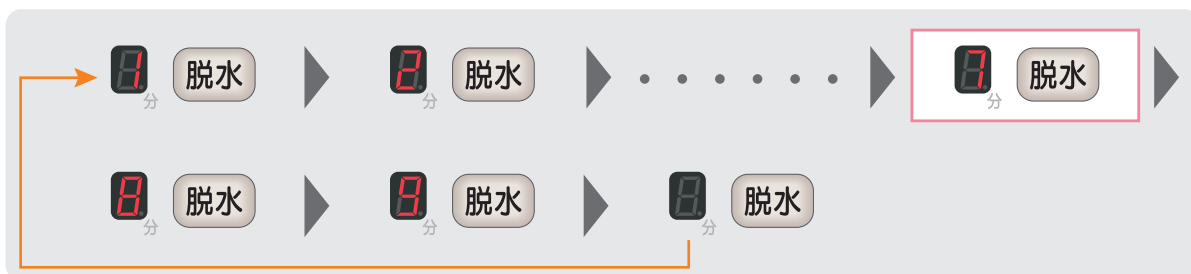 1分 脱水 2分 脱水 ······ 7分 脱水
8分 脱水 9分 脱水 分 脱水